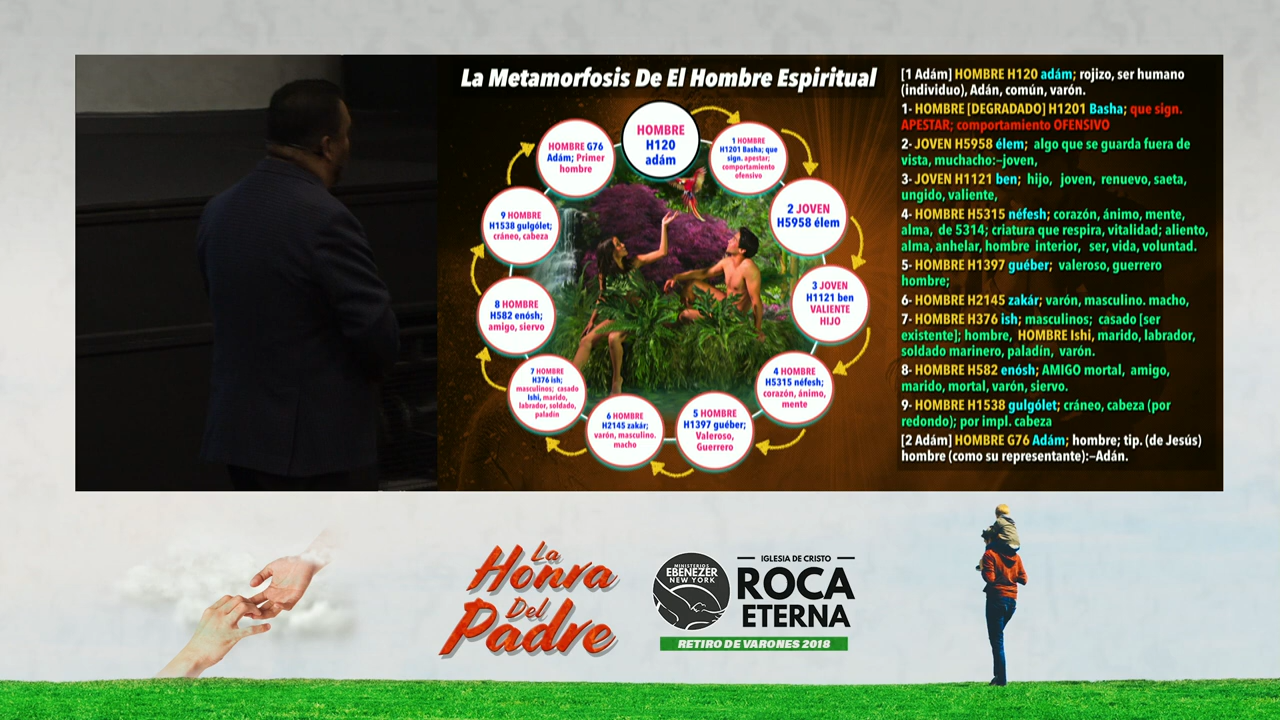 La Metamorfosis De El Hombre Espiritual
HOMBRE
H120
adám
1 HOMBRE
H1201 Basha; que
sign. apestar;
comportamiento
ofensivo
2 JOVEN
H5958 élem
3 JOVEN
H1121 ben
VALIENTE
HIJO
4 HOMBRE
H5315 néfesh;
corazón, ánimo,
mente
5 HOMBRE
H1397 guéber;
Valeroso,
Guerrero
6 HOMBRE
H2145 zakár;
varón, masculino.
macho
7 HOMBRE
H376 ish;
masculinos; casado
Ishi, marido,
labrador, soldado,
paladín
8 HOMBRE
H582 enósh;
amigo, siervo
9 HOMBRE
H1538 gulgólet;
cráneo, cabeza
HOMBRE G76
Adam; Primer
hombre
[1 Adám] HOMBRE H120 adám; rojizo, ser humano
(individuo), Adán, común, varón.
1- HOMBRE [DEGRADADO] H1201 Basha; que sign.
APESTAR; comportamiento OFENSIVO
2- JOVEN H5958 élem; algo que se guarda fuera de
vista, muchacho:–joven,
3- JOVEN H1121 ben; hijo, joven, renuevo, saeta,
ungido, valiente,
4- HOMBRE H5315 néfesh; corazón, ánimo, mente,
alma, de 5314; criatura que respira, vitalidad; aliento,
alma, anhelar, hombre interior, ser, vida, voluntad.
5- HOMBRE H1397 guéber; valeroso, guerrero
hombre;
6- HOMBRE H2145 zakár; varón, masculino. macho,
7- HOMBRE H376 ish; masculinos; casado [ser
existente]; hombre, HOMBRE Ishi, marido, labrador,
soldado marinero, paladín, varón.
8- HOMBRE H582 enósh; AMIGO mortal, amigo,
marido, mortal, varón, siervo.
9- HOMBRE H1538 gulgólet; cráneo, cabeza (por
redondo); por impl. cabeza
[2 Adám] HOMBRE G76 Adám; hombre; tip. (de Jesús)
hombre (como su representante):–Adán.
La
Honra
Del
Padre
MINISTERIOS
EBENEZER
NEW YORK
IGLESIA DE CRISTO
ROCA
ETERNA
RETIRO DE VARONES 2018